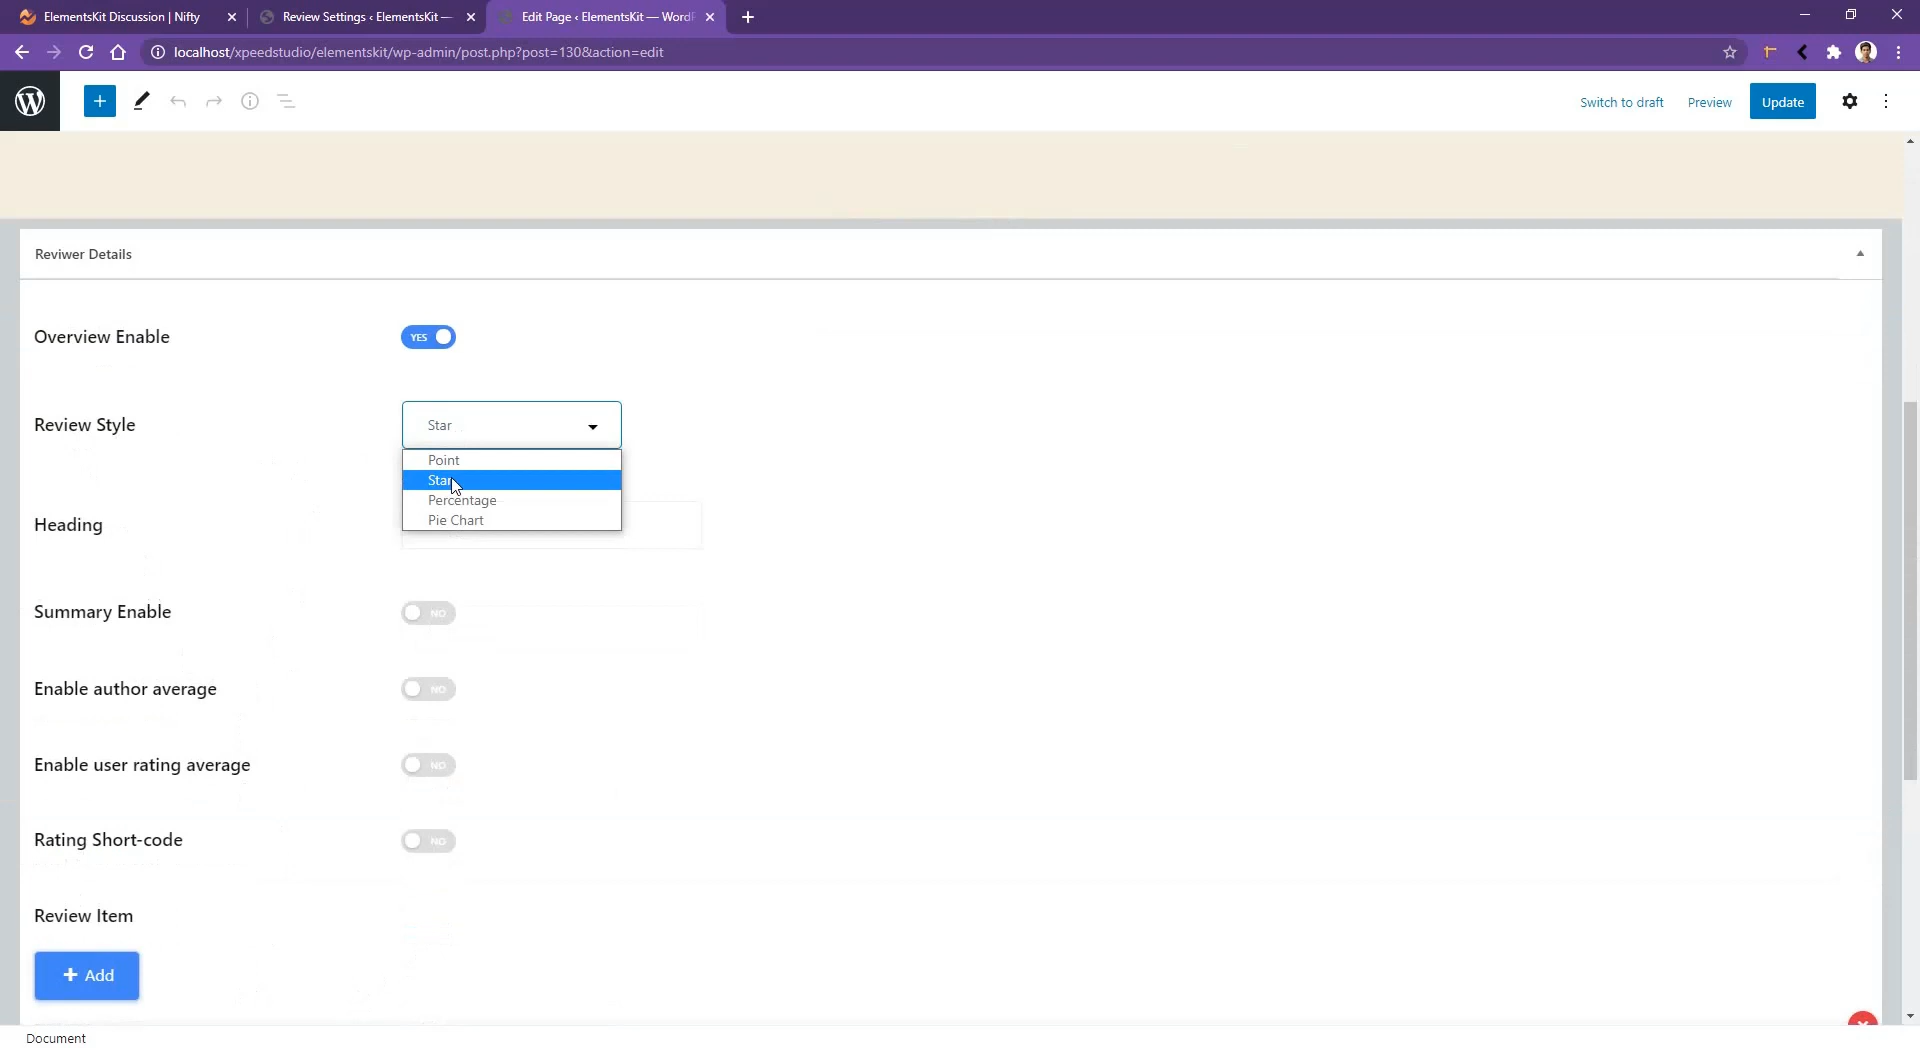 ElementsKit Discussion | Nifty
Review Settings ‹ ElementsKit —
Edit Page ‹ ElementsKit — WordP
localhost/xpeedstudio/elementskit/wp-admin/post.php?post=130&action=edit
Switch to draft
Preview
Update
Reviwer Details
Overview Enable
YES
Review Style
Star
Point
Star
Percentage
Pie Chart
Heading
Summary Enable
NO
Enable author average
NO
Enable user rating average
NO
Rating Short-code
NO
Review Item
+ Add
Document